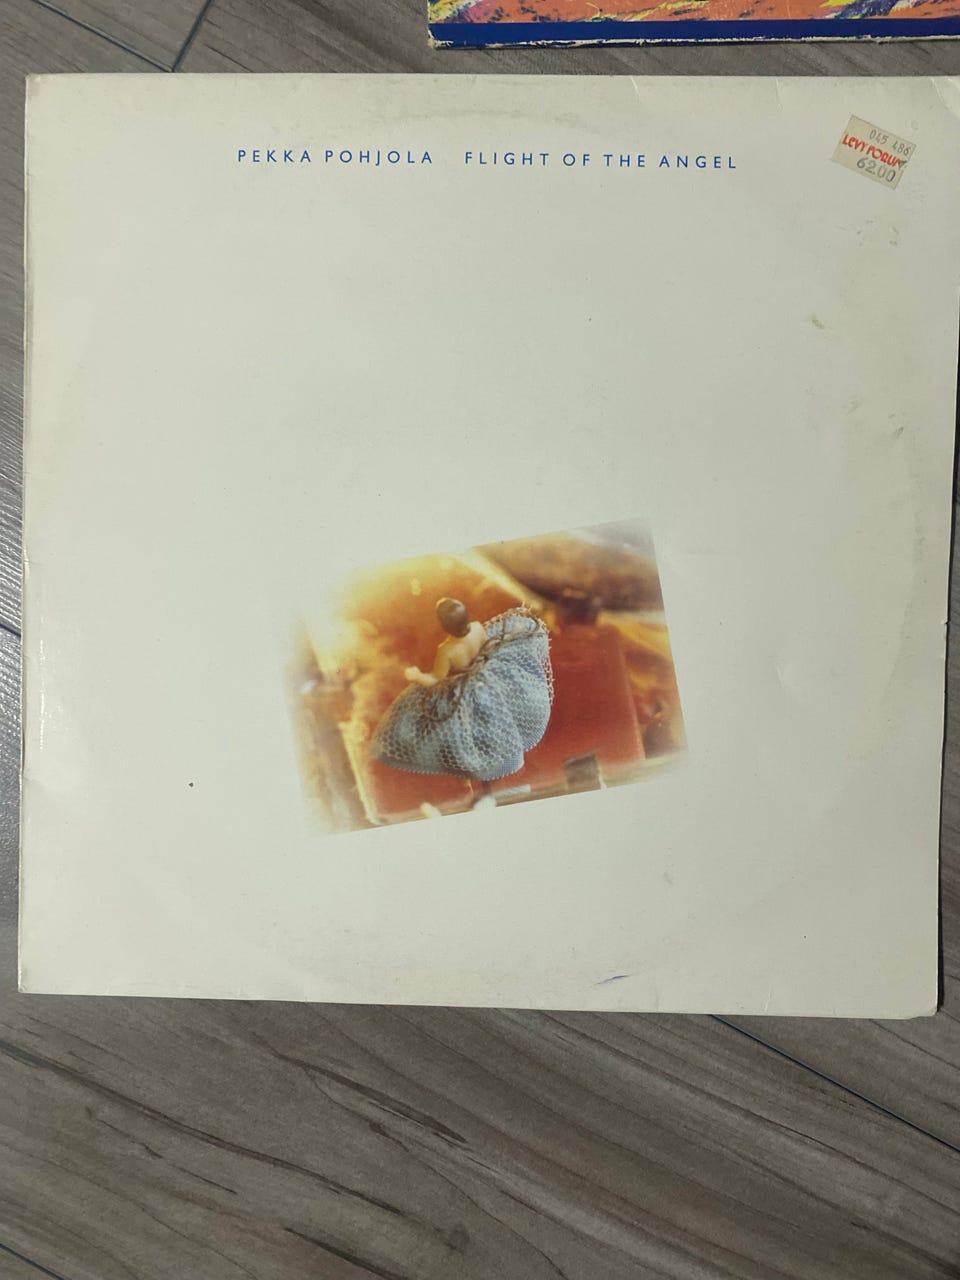 PEKKA POHJOLA FLIGHT OF THE ANGEL
045 486
LEVY FORUM
62.00